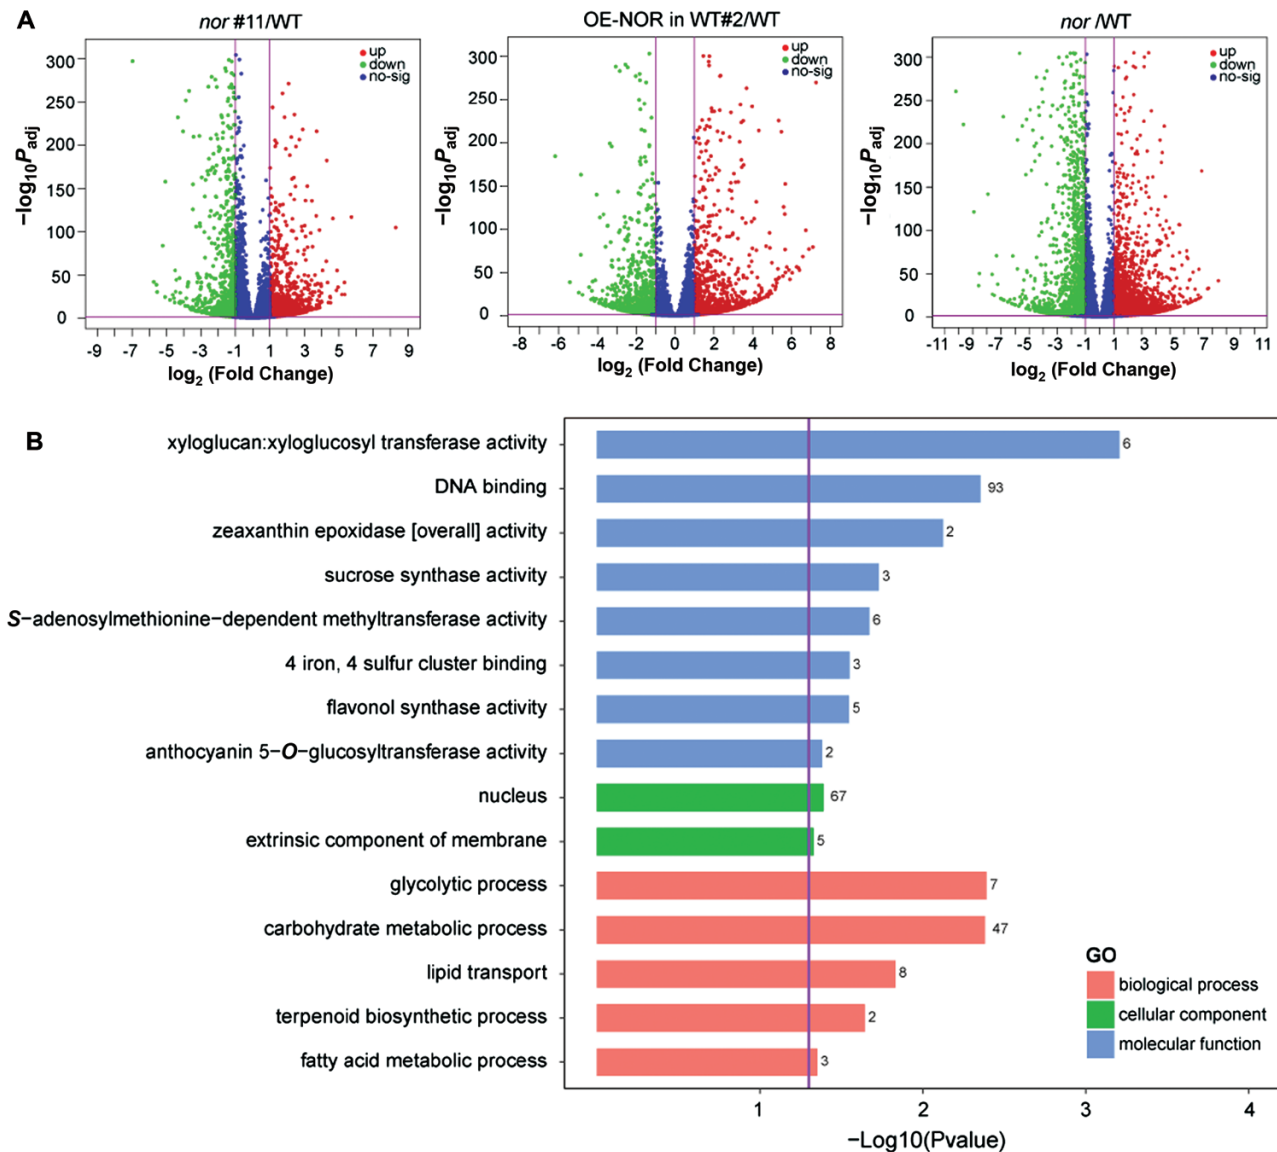 A
nor #11/WT
up
down
no-sig
300
250
200
150
100
50
0
−log10Padj
-9 -7 -5 -3 -1 1 3 5 7 9
log2 (Fold Change)
OE-NOR in WT#2/WT
up
down
no-sig
300
250
200
150
100
50
0
−log10Padj
-8 -6 -4 -2 0 2 4 6 8
log2 (Fold Change)
nor /WT
up
down
no-sig
300
250
200
150
100
50
0
−log10Padj
-11 -9 -7 -5 -3 -1 1 3 5 7 9 11
log2 (Fold Change)
B
xyloglucan:xyloglucosyl transferase activity 6
DNA binding 93
zeaxanthin epoxidase [overall] activity 2
sucrose synthase activity 3
S−adenosylmethionine−dependent methyltransferase activity 6
4 iron, 4 sulfur cluster binding 3
flavonol synthase activity 5
anthocyanin 5−O−glucosyltransferase activity 2
nucleus 67
extrinsic component of membrane 5
glycolytic process 7
carbohydrate metabolic process 47
lipid transport 8
terpenoid biosynthetic process 2
fatty acid metabolic process 3
GO
biological process
cellular component
molecular function
1 2 3 4
−Log10(Pvalue)